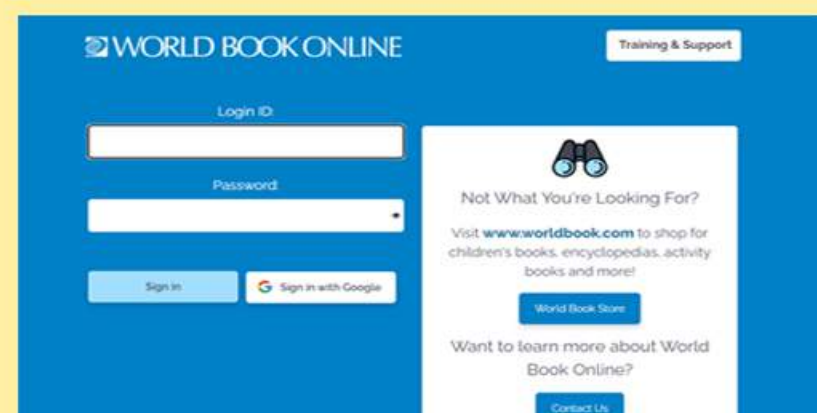 WORLD BOOK ONLINE
Training & Support
Login ID:
Password:
Sign in
Sign in with Google
Not What You're Looking For?
Visit www.worldbook.com to shop for
children's books, encyclopedias, activity
books and more!
World Book Store
Want to learn more about World
Book Online?
Contact Us